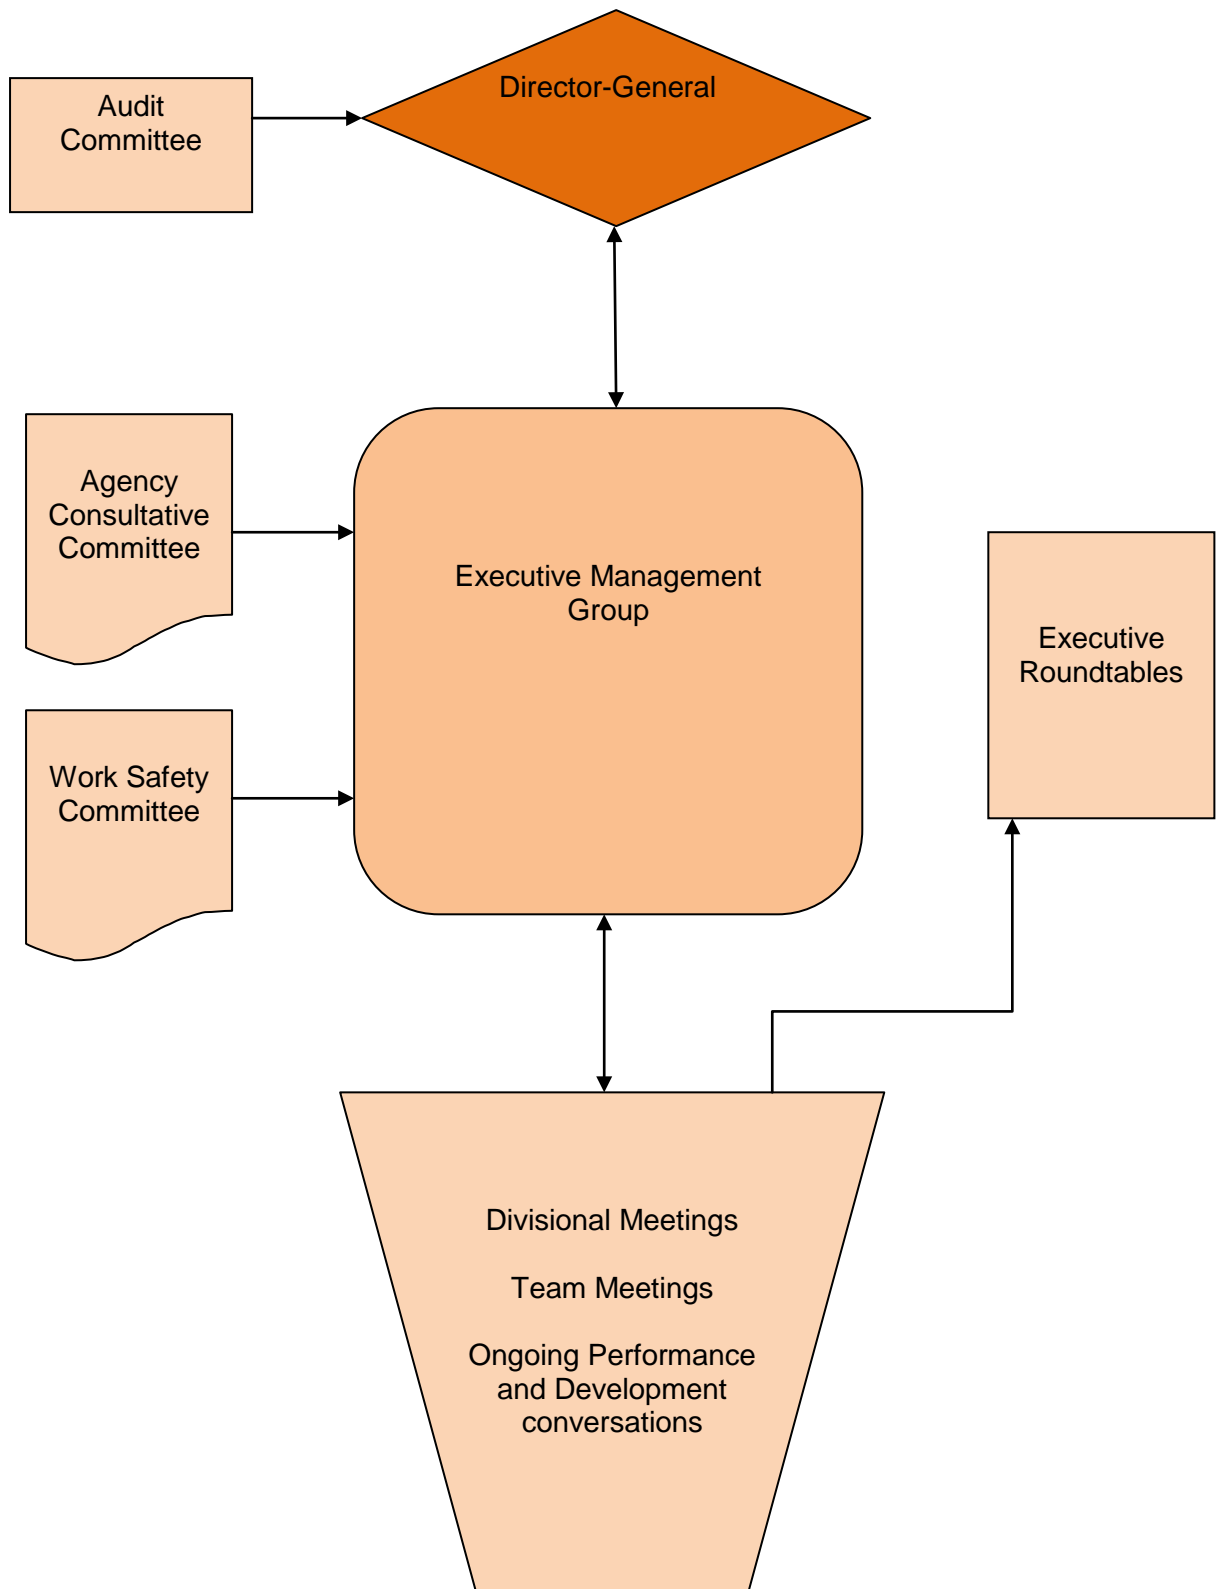 Director-General
Audit
Committee
Agency
Consultative
Committee
Executive Management
Group
Executive
Roundtables
Work Safety
Committee
Divisional Meetings
Team Meetings
Ongoing Performance
and Development
conversations